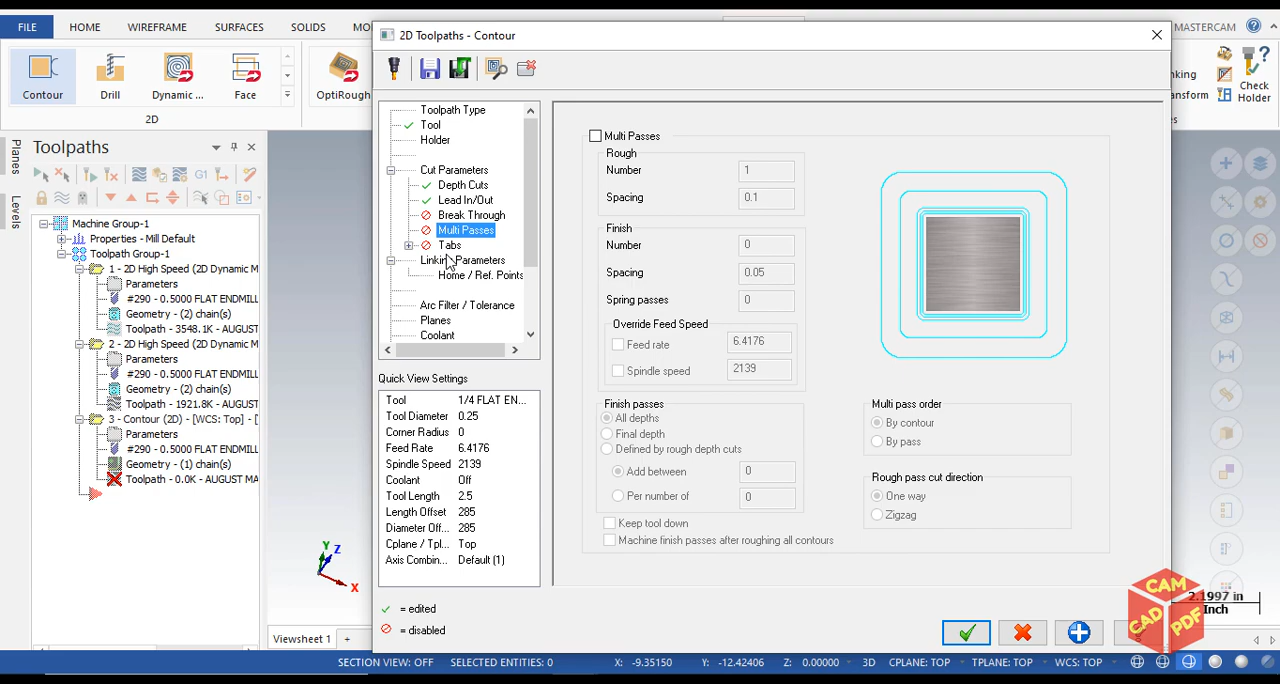 FILE
HOME
WIREFRAME
SURFACES
SOLIDS
2D Toolpaths - Contour
MASTERCAM
Contour
Drill
Dynamic ...
Face
OptiRough
2D
Check
Holder
Planes
Levels
Toolpaths
G1
Machine Group-1
Properties - Mill Default
Toolpath Group-1
1 - 2D High Speed (2D Dynamic M
Parameters
#290 - 0.5000 FLAT ENDMILL
Geometry - (2) chain(s)
Toolpath - 3548.1K - AUGUST
2 - 2D High Speed (2D Dynamic M
Parameters
#290 - 0.5000 FLAT ENDMILL
Geometry - (2) chain(s)
Toolpath - 1921.8K - AUGUST
3 - Contour (2D) - [WCS: Top] - [
Parameters
#290 - 0.5000 FLAT ENDMILL
Geometry - (1) chain(s)
Toolpath - 0.0K - AUGUST MA
Toolpath Type
Tool
Holder
Cut Parameters
Depth Cuts
Lead In/Out
Break Through
Multi Passes
Tabs
Linking Parameters
Home / Ref. Points
Arc Filter / Tolerance
Planes
Coolant
Quick View Settings
Tool 1/4 FLAT EN...
Tool Diameter 0.25
Corner Radius 0
Feed Rate 6.4176
Spindle Speed 2139
Coolant Off
Tool Length 2.5
Length Offset 285
Diameter Off... 285
Cplane / Tpl... Top
Axis Combin... Default (1)
= edited
= disabled
Multi Passes
Rough
Number 1
Spacing 0.1
Finish
Number 0
Spacing 0.05
Spring passes 0
Override Feed Speed
Feed rate 6.4176
Spindle speed 2139
Finish passes
All depths
Final depth
Defined by rough depth cuts
Add between 0
Per number of 0
Keep tool down
Machine finish passes after roughing all contours
Multi pass order
By contour
By pass
Rough pass cut direction
One way
Zigzag
Y
Z
X
CAM
CAD
PDF
2.1997 in
Inch
Viewsheet 1
+
SECTION VIEW: OFF
SELECTED ENTITIES: 0
X: -9.35150
Y: -12.42406
Z: 0.00000
3D
CPLANE: TOP
TPLANE: TOP
WCS: TOP